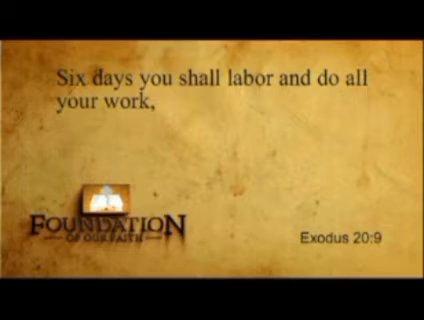 Six days you shall labor and do all
your work,
FOUNDATION
OF OUR FAITH
Exodus 20:9